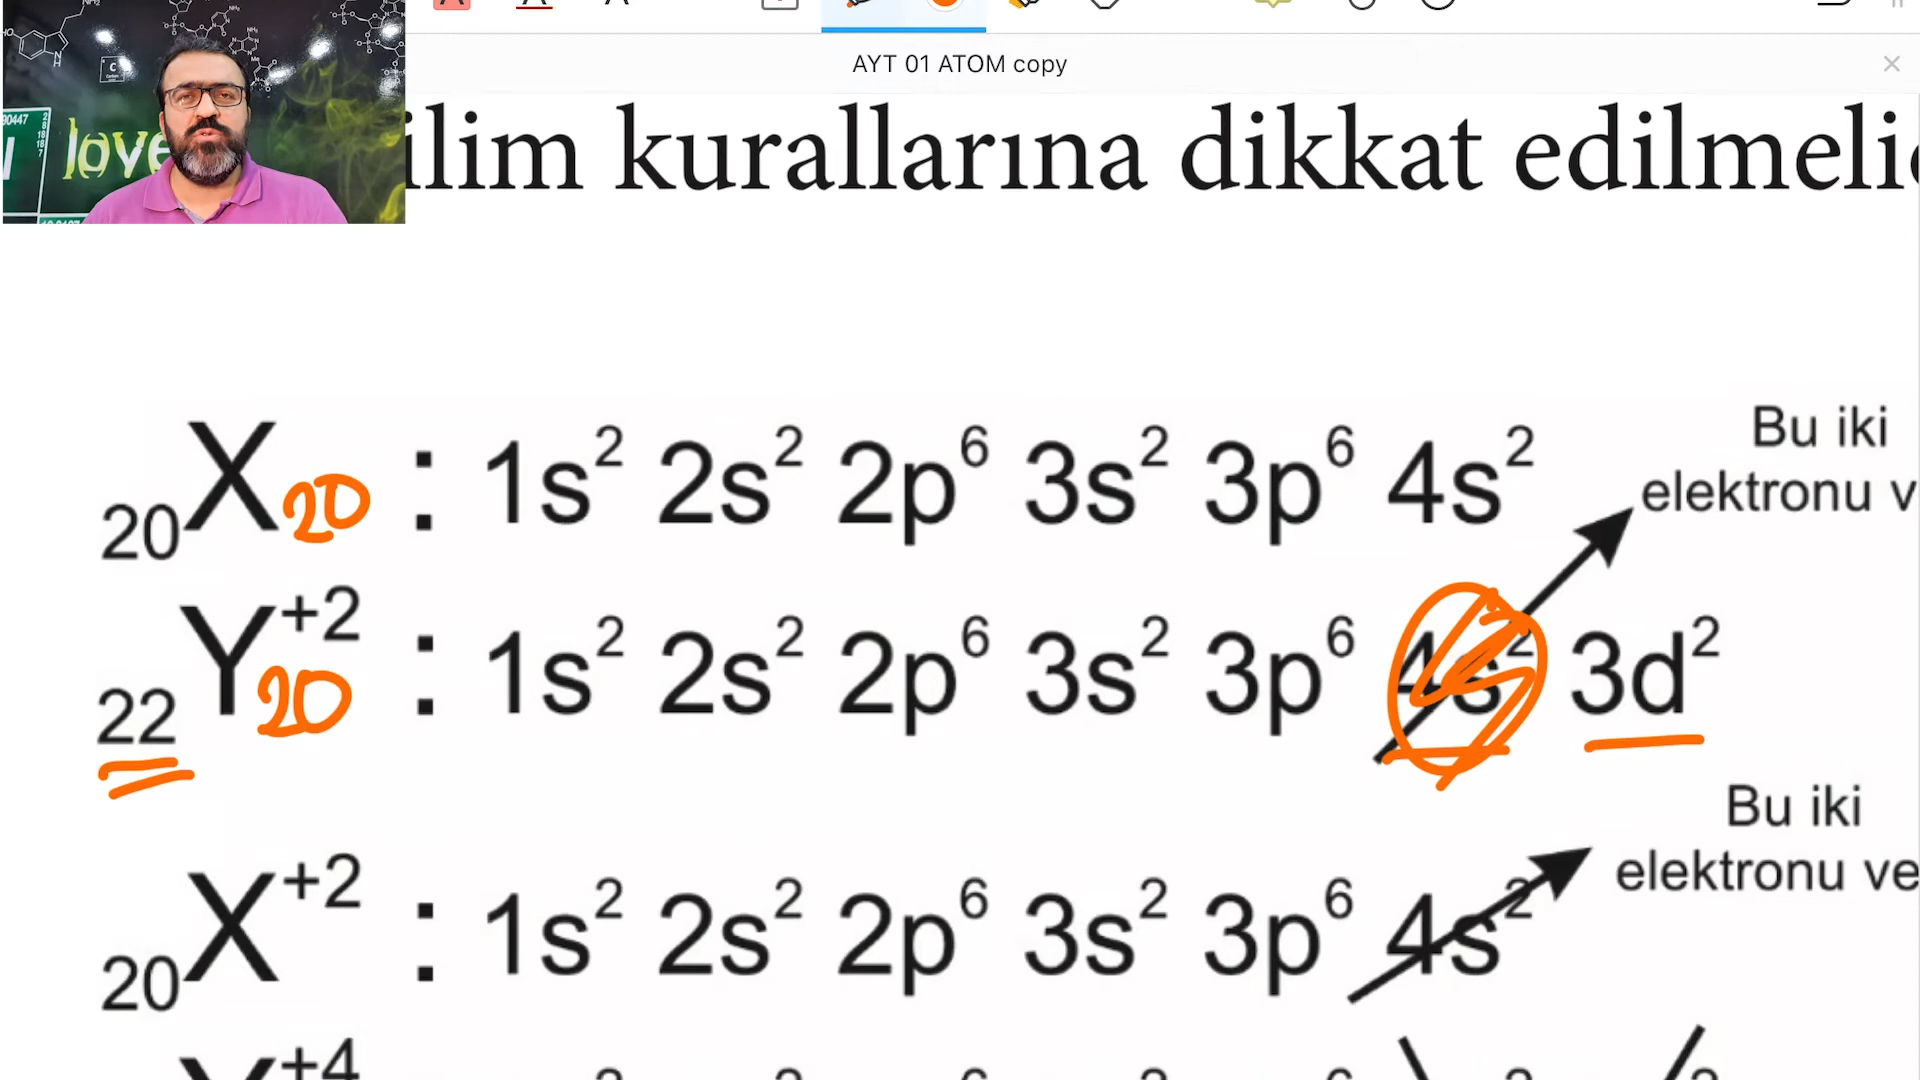 AYT 01 ATOM copy
ilim kurallarına dikkat edilmeli
love
C
20X 20 : 1s² 2s² 2p⁶ 3s² 3p⁶ 4s²
Bu iki
elektronu v
22Y⁺² 20 : 1s² 2s² 2p⁶ 3s² 3p⁶ 4s² 3d²
Bu iki
elektronu ve
20X⁺² : 1s² 2s² 2p⁶ 3s² 3p⁶ 4s²
+4